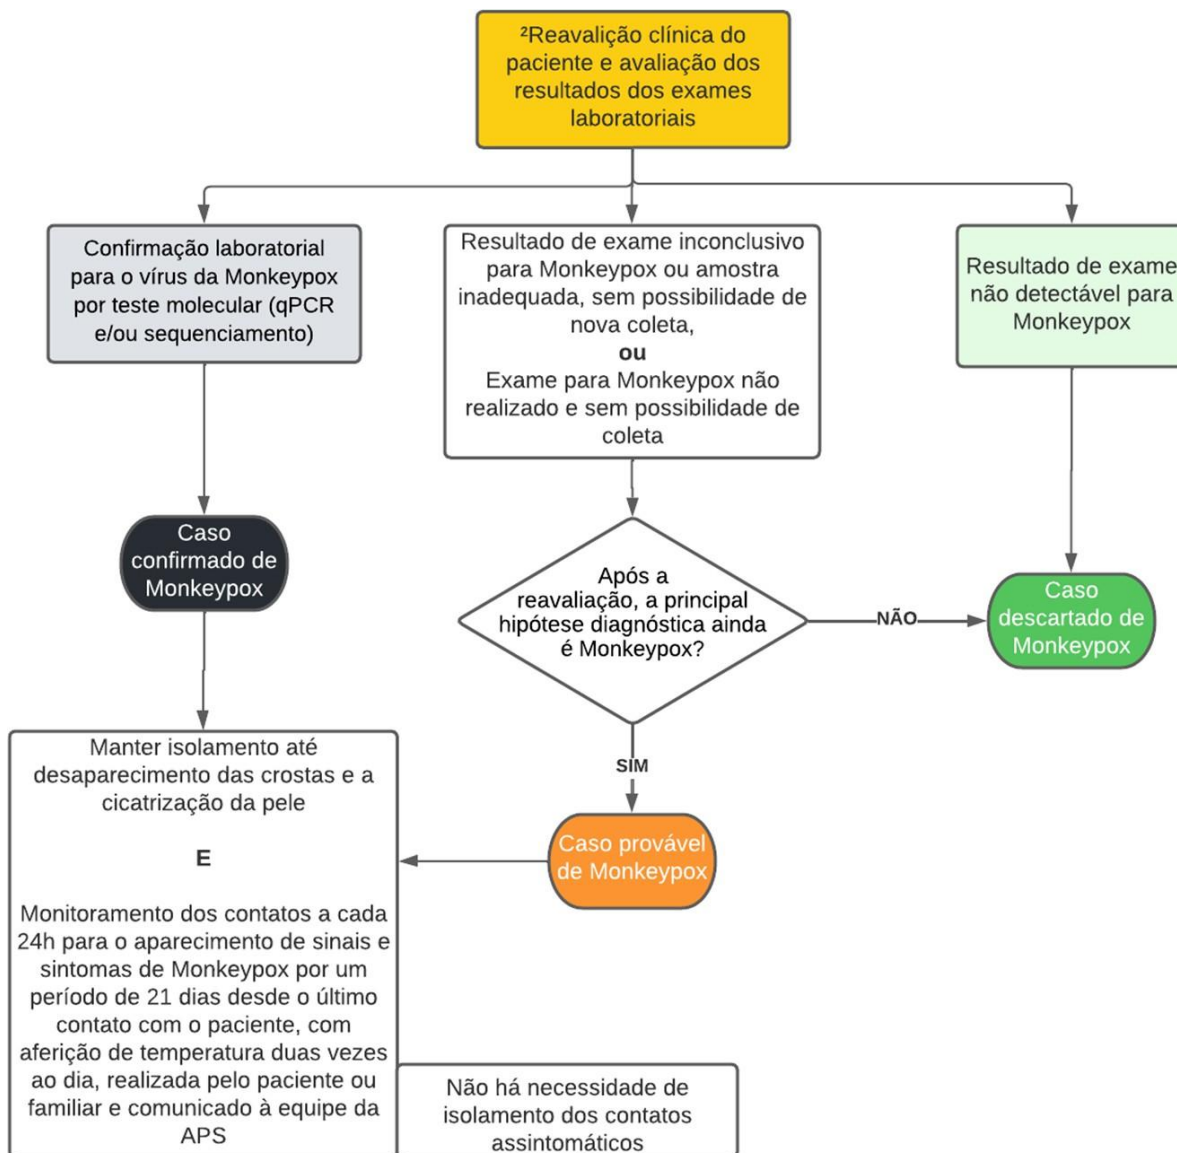 ²Reavalição clínica do
paciente e avaliação dos
resultados dos exames
laboratoriais
Confirmação laboratorial
para o vírus da Monkeypox
por teste molecular (qPCR
e/ou sequenciamento)
Resultado de exame inconclusivo
para Monkeypox ou amostra
inadequada, sem possibilidade de
nova coleta,
ou
Exame para Monkeypox não
realizado e sem possibilidade de
coleta
Resultado de exame
não detectável para
Monkeypox
Caso
confirmado de
Monkeypox
Após a
reavaliação, a principal
hipótese diagnóstica ainda
é Monkeypox?
NÃO
Caso
descartado de
Monkeypox
SIM
Caso provável
de Monkeypox
Manter isolamento até
desaparecimento das crostas e a
cicatrização da pele
E
Monitoramento dos contatos a cada
24h para o aparecimento de sinais e
sintomas de Monkeypox por um
período de 21 dias desde o último
contato com o paciente, com
aferição de temperatura duas vezes
ao dia, realizada pelo paciente ou
familiar e comunicado à equipe da
APS
Não há necessidade de
isolamento dos contatos
assintomáticos